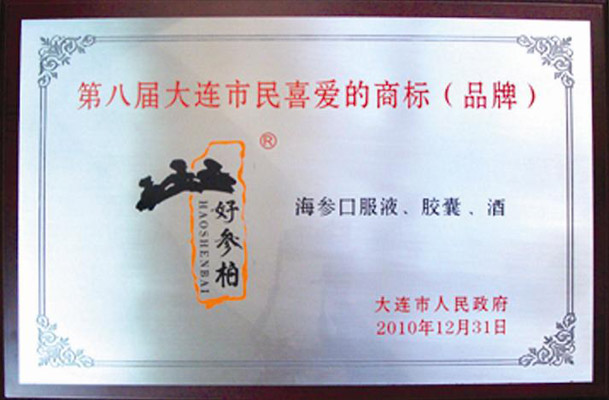 第八届大连市民喜爱的商标(品牌)
®
好参柏
HAOSHENBAI
海参口服液、胶囊、酒
大连市人民政府
2010年12月31日